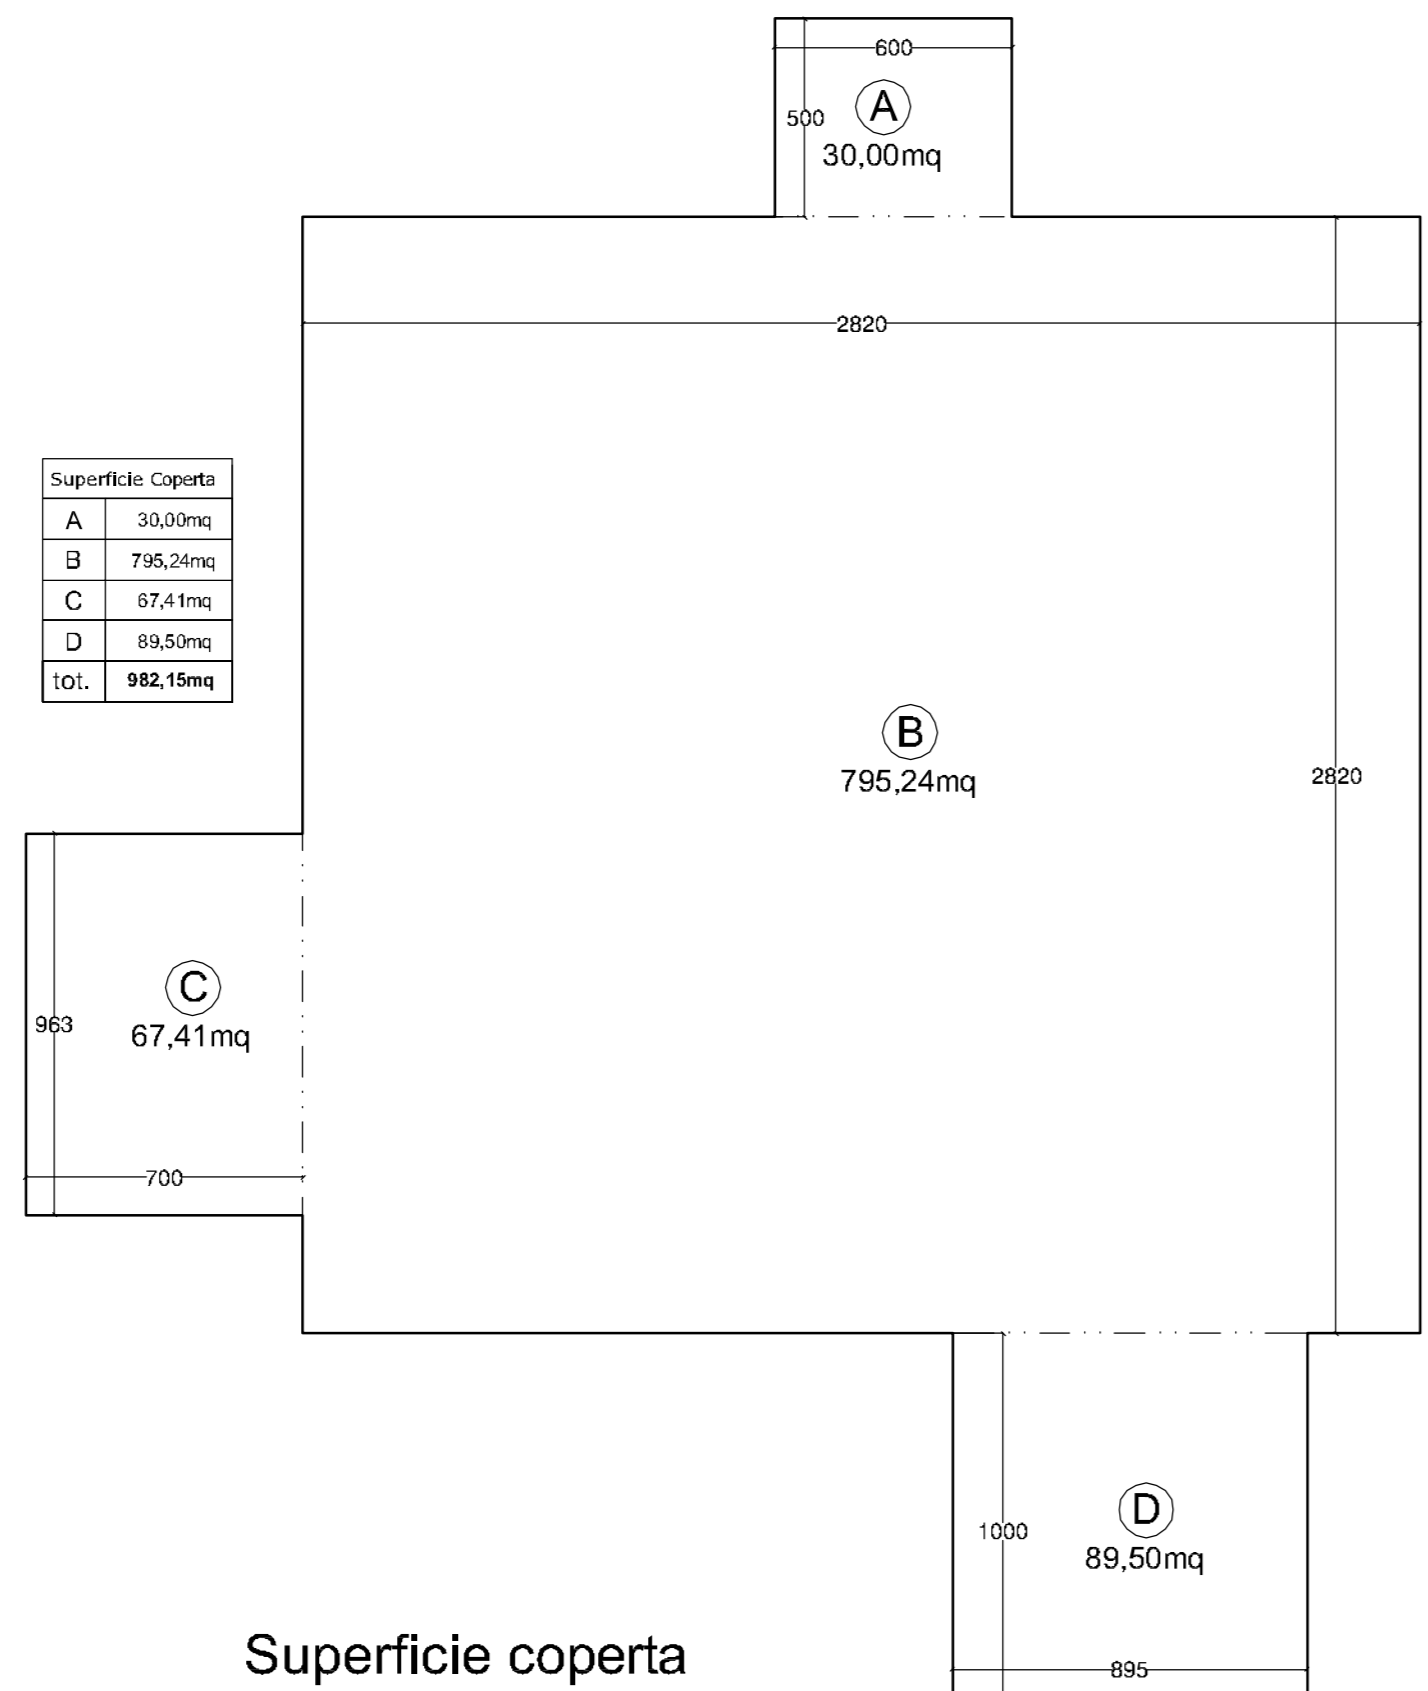 600
500
A
30,00mq
2820
Superficie Coperta
A 30,00mq
B 795,24mq
C 67,41mq
D 89,50mq
tot. 982,15mq
B
795,24mq
2820
C
67,41mq
963
700
D
89,50mq
1000
895
Superficie coperta